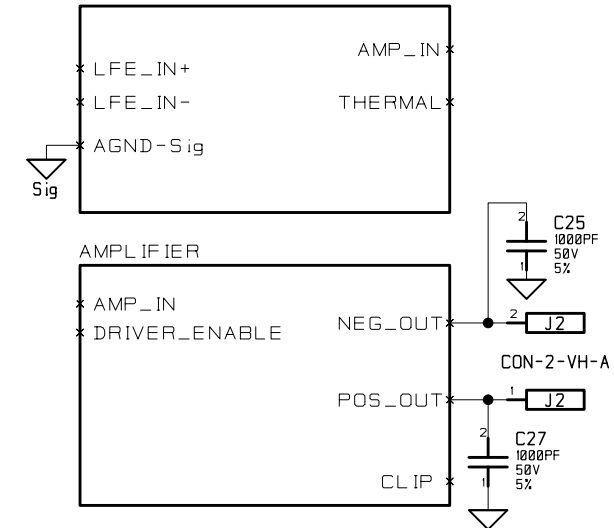 AMP_IN
LFE_IN+
LFE_IN-
THERMAL
AGND-Sig
Sig
2
C25
1000PF
50V
5%
1
AMPLIFIER
AMP_IN
DRIVER_ENABLE
NEG_OUT
2
J2
CON-2-VH-A
POS_OUT
1
J2
2
C27
1000PF
50V
5%
1
CLIP